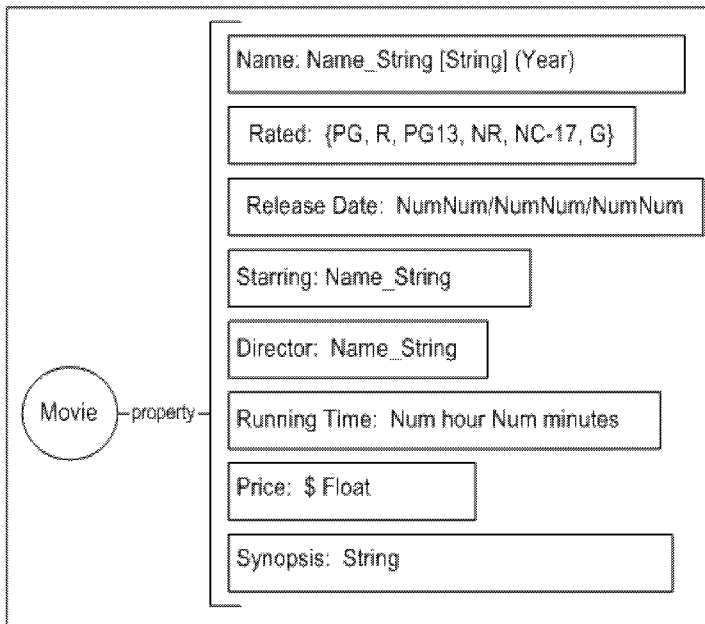 Name: Name_String [String] (Year)
Rated: {PG, R, PG13, NR, NC-17, G}
Release Date: NumNum/NumNum/NumNum
Starring: Name_String
Director: Name_String
Movie
property
Running Time: Num hour Num minutes
Price: $ Float
Synopsis: String